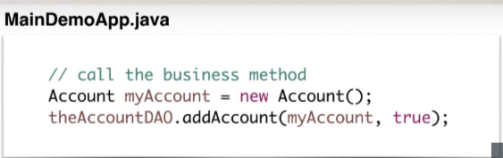 MainDemoApp.java
// call the business method
Account myAccount = new Account();
theAccountDAO.addAccount(myAccount, true);